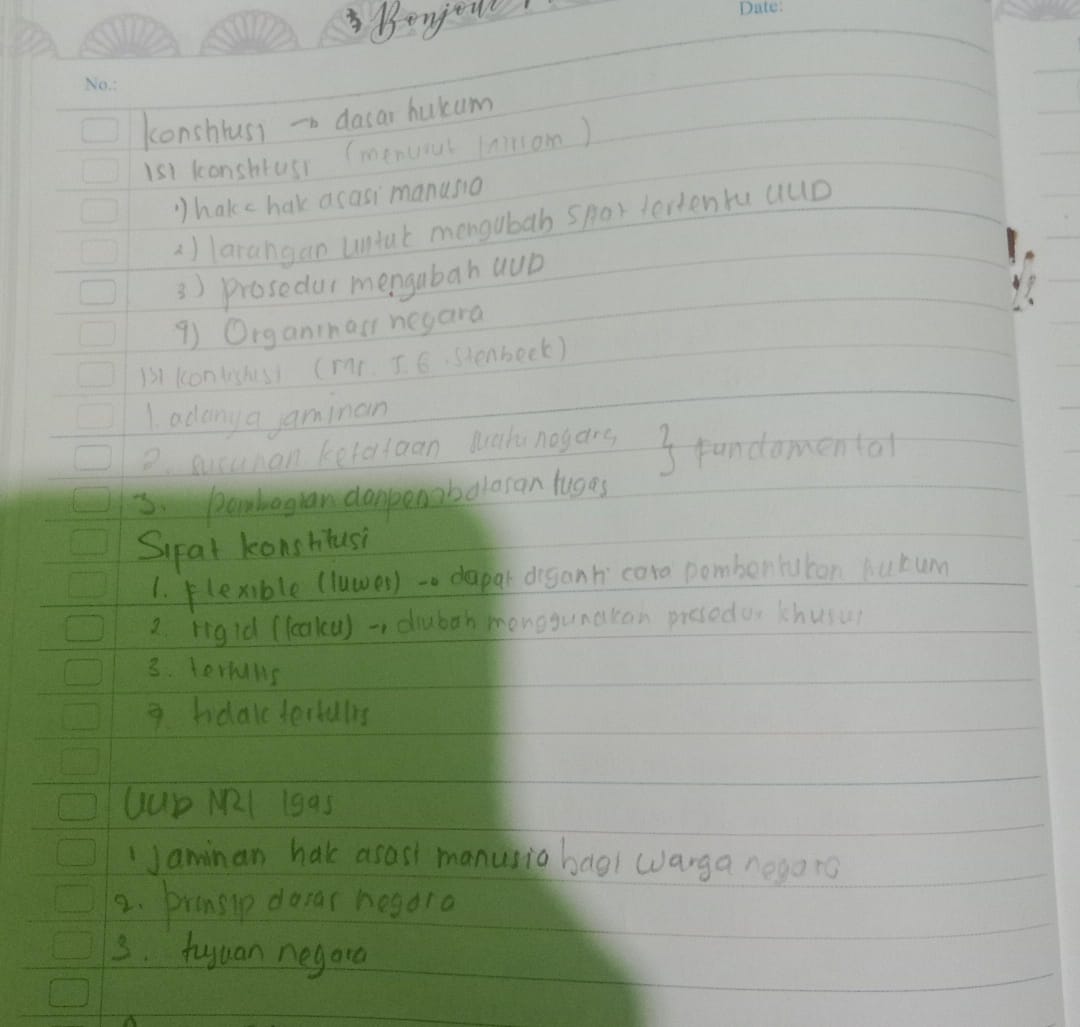 Bonjour
Date:
No.:
konstitusi → dasar hukum
isi konstitusi (menurut
1) hak - hak asasi manusia
2) larangan untuk mengubah sifat tertentu UUD
3) prosedur mengubah UUD
4) Organisasi negara
isi konstitusi (Mr. J. G. Stenbeek)
1. adanya jaminan
2. susunan ketataan suatu negara } fundamental
3. pembagian dan pembatasan tugas
Sifat konstitusi
1. Flexible (luwes) → dapat diganti cara pembentukan hukum
2. rigid (kaku) → diubah menggunakan prosedur khusus
3. tertulis
4. tidak tertulis
UUD NRI 1945
1 Jaminan hak asasi manusia bagi warga negara
2. prinsip dasar negara
3. tujuan negara